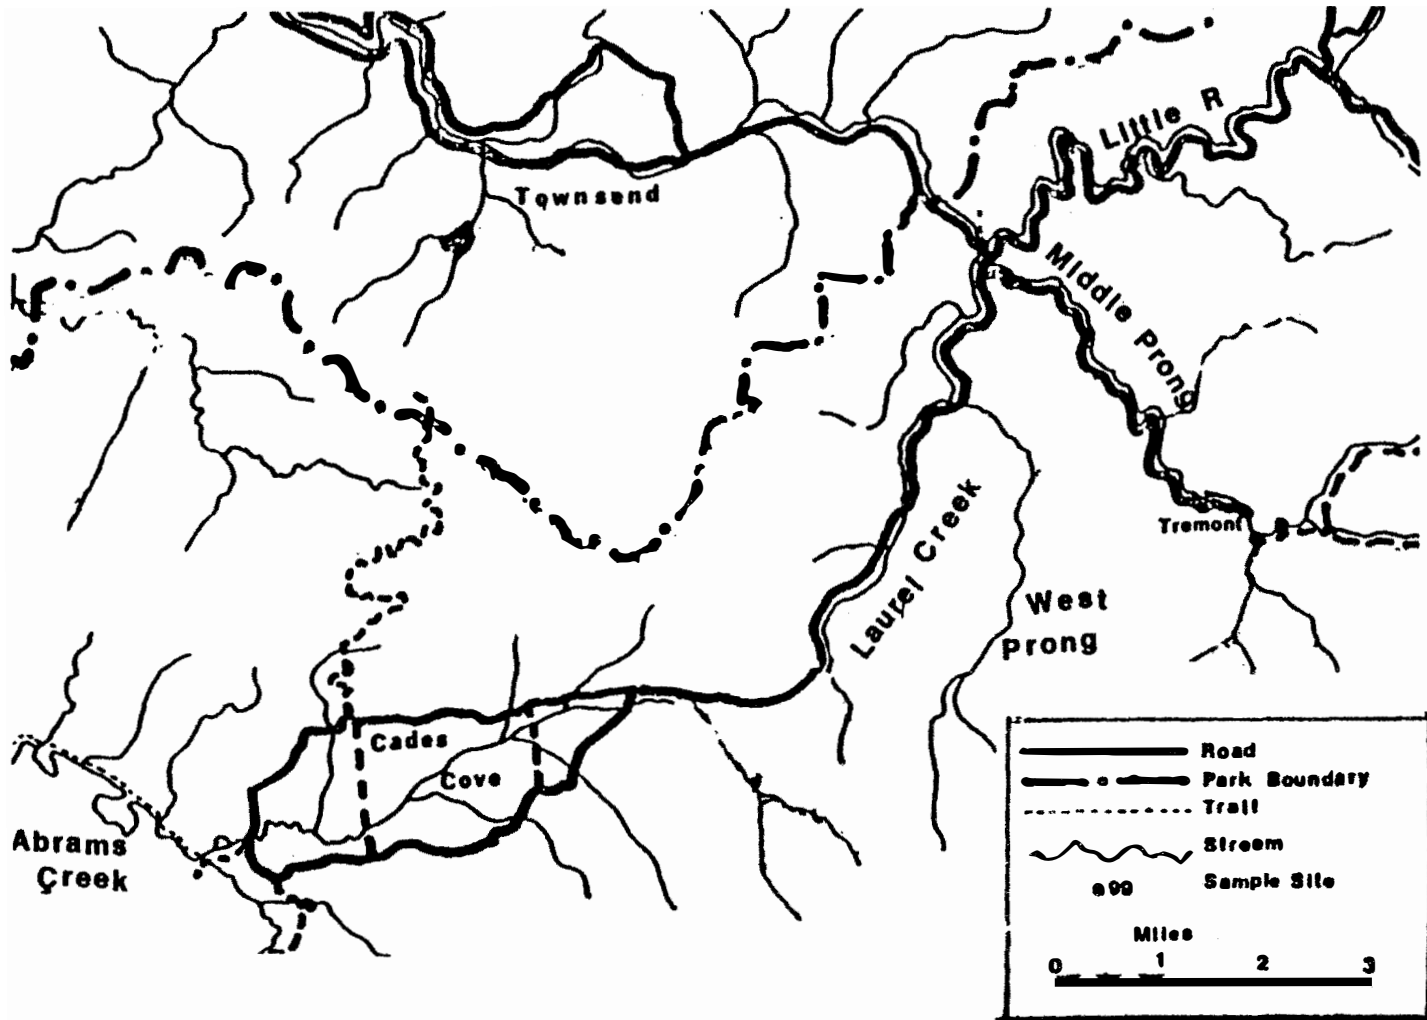 Little R
Townsend
Middle Prong
Tremont
Laurel Creek
West
Prong
Cades
Cove
Abrams
Creek
Road
Park Boundary
Trail
Stream
99 Sample Site
Miles
0 1 2 3